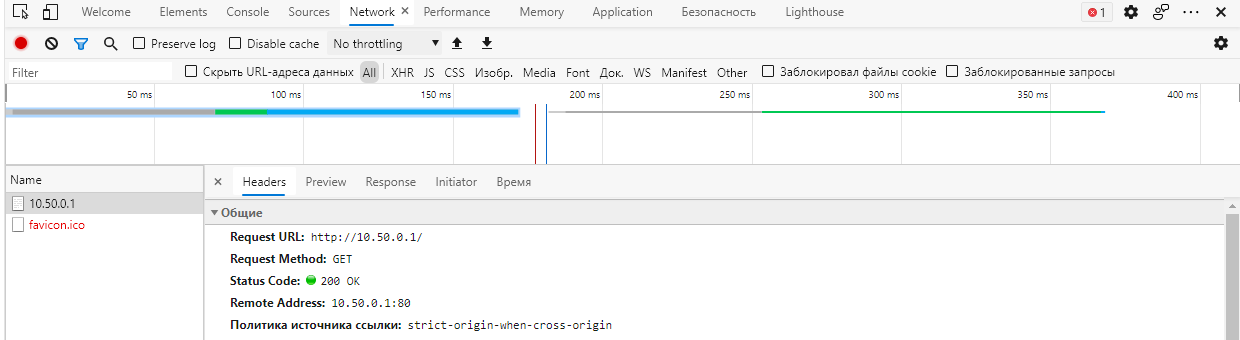 Welcome Elements Console Sources Network × Performance Memory Application Безопасность Lighthouse 1
Preserve log Disable cache No throttling
Filter Скрыть URL-адреса данных All XHR JS CSS Изобр. Media Font Док. WS Manifest Other Заблокировал файлы cookie Заблокированные запросы
50 ms 100 ms 150 ms 200 ms 250 ms 300 ms 350 ms 400 ms
Name × Headers Preview Response Initiator Время
10.50.0.1
favicon.ico
Общие
Request URL: http://10.50.0.1/
Request Method: GET
Status Code: 200 OK
Remote Address: 10.50.0.1:80
Политика источника ссылки: strict-origin-when-cross-origin